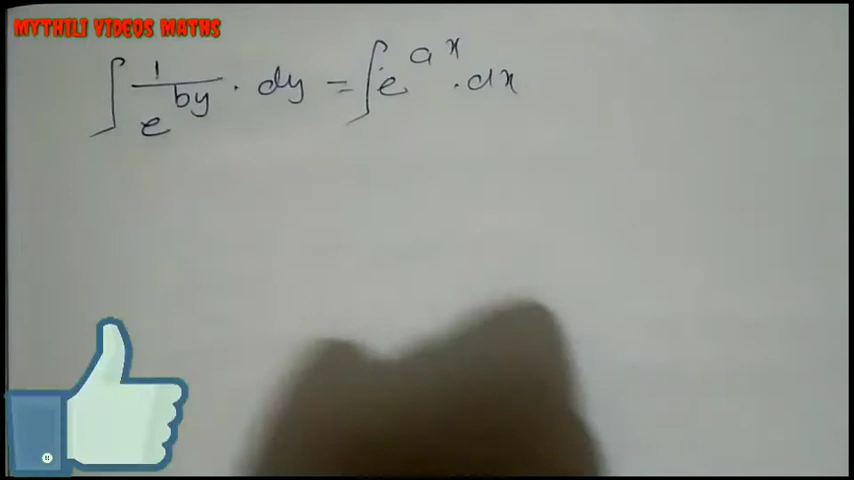 MYTHILI VIDEOS MATHS
∫ 1/e^{by} · dy = ∫ e^{ax} · dx